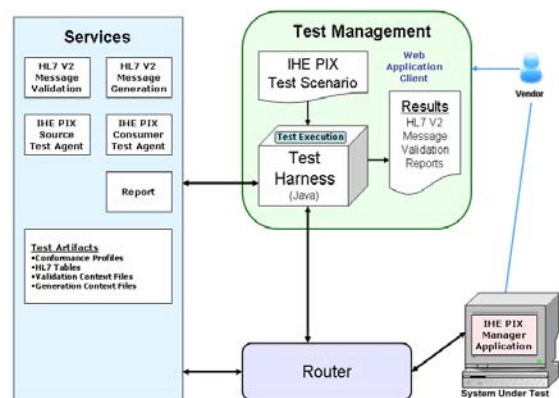 Services
HL7 V2
Message
Validation
HL7 V2
Message
Generation
IHE PIX
Source
Test Agent
IHE PIX
Consumer
Test Agent
Report
Test Artifacts
•Conformance Profiles
•HL7 Tables
•Validation Context Files
•Generation Context Files
Test Management
IHE PIX
Test Scenario
Web
Application
Client
Test Execution
Test
Harness
(Java)
Results
HL7 V2
Message
Validation
Reports
Vendor
Router
IHE PIX
Manager
Application
System Under Test